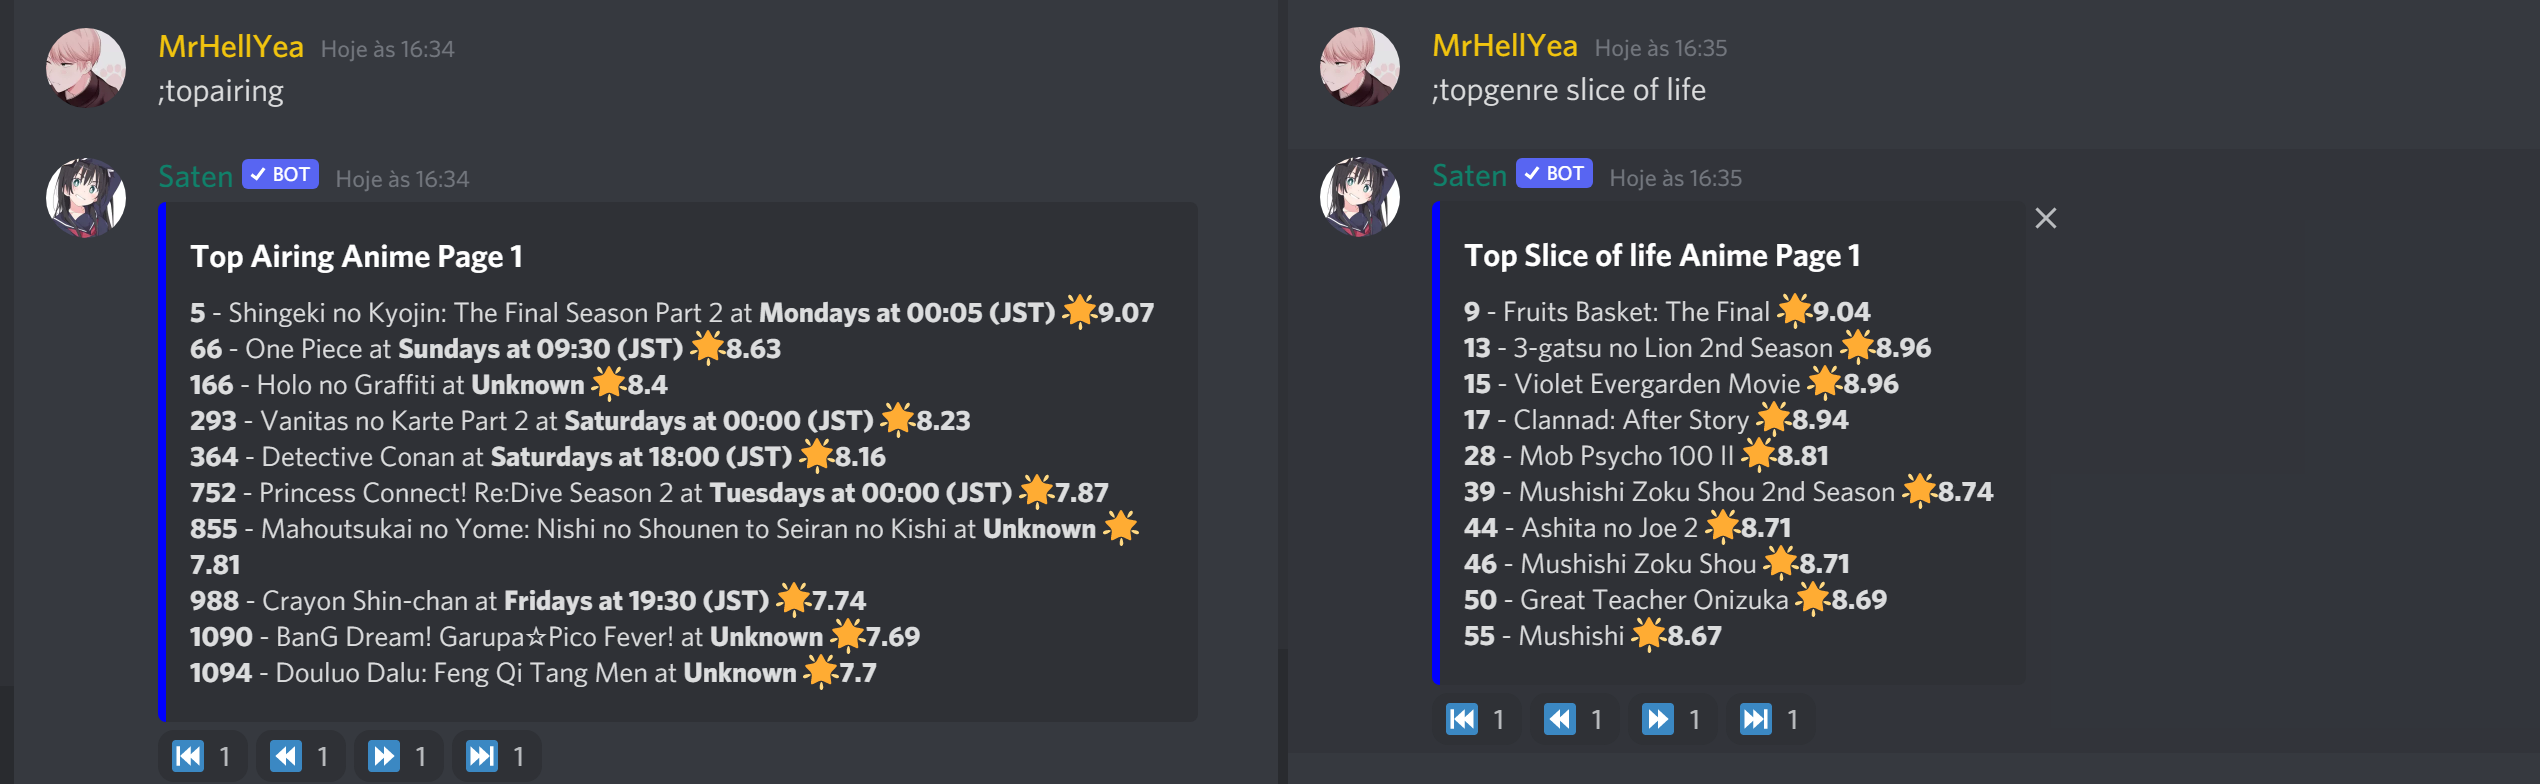 MrHellYea Hoje às 16:34
;topairing
Saten ✓ BOT Hoje às 16:34
Top Airing Anime Page 1
5 - Shingeki no Kyojin: The Final Season Part 2 at Mondays at 00:05 (JST) 🌟9.07
66 - One Piece at Sundays at 09:30 (JST) 🌟8.63
166 - Holo no Graffiti at Unknown 🌟8.4
293 - Vanitas no Karte Part 2 at Saturdays at 00:00 (JST) 🌟8.23
364 - Detective Conan at Saturdays at 18:00 (JST) 🌟8.16
752 - Princess Connect! Re:Dive Season 2 at Tuesdays at 00:00 (JST) 🌟7.87
855 - Mahoutsukai no Yome: Nishi no Shounen to Seiran no Kishi at Unknown 🌟
7.81
988 - Crayon Shin-chan at Fridays at 19:30 (JST) 🌟7.74
1090 - BanG Dream! Garupa☆Pico Fever! at Unknown 🌟7.69
1094 - Douluo Dalu: Feng Qi Tang Men at Unknown 🌟7.7
⏮ 1 ⏪ 1 ⏩ 1 ⏭ 1
MrHellYea Hoje às 16:35
;topgenre slice of life
Saten ✓ BOT Hoje às 16:35
Top Slice of life Anime Page 1
9 - Fruits Basket: The Final 🌟9.04
13 - 3-gatsu no Lion 2nd Season 🌟8.96
15 - Violet Evergarden Movie 🌟8.96
17 - Clannad: After Story 🌟8.94
28 - Mob Psycho 100 II 🌟8.81
39 - Mushishi Zoku Shou 2nd Season 🌟8.74
44 - Ashita no Joe 2 🌟8.71
46 - Mushishi Zoku Shou 🌟8.71
50 - Great Teacher Onizuka 🌟8.69
55 - Mushishi 🌟8.67
⏮ 1 ⏪ 1 ⏩ 1 ⏭ 1